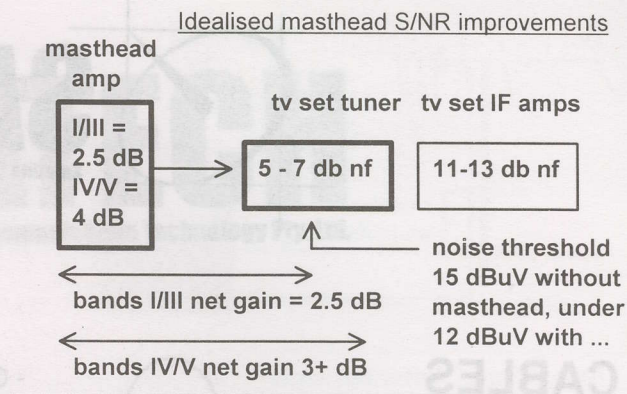 Idealised masthead S/NR improvements
masthead
amp
I/III =
2.5 dB
IV/V =
4 dB
tv set tuner
5 - 7 db nf
tv set IF amps
11-13 db nf
noise threshold
15 dBuV without
masthead, under
12 dBuV with ...
bands I/III net gain = 2.5 dB
bands IV/V net gain 3+ dB
CABLES